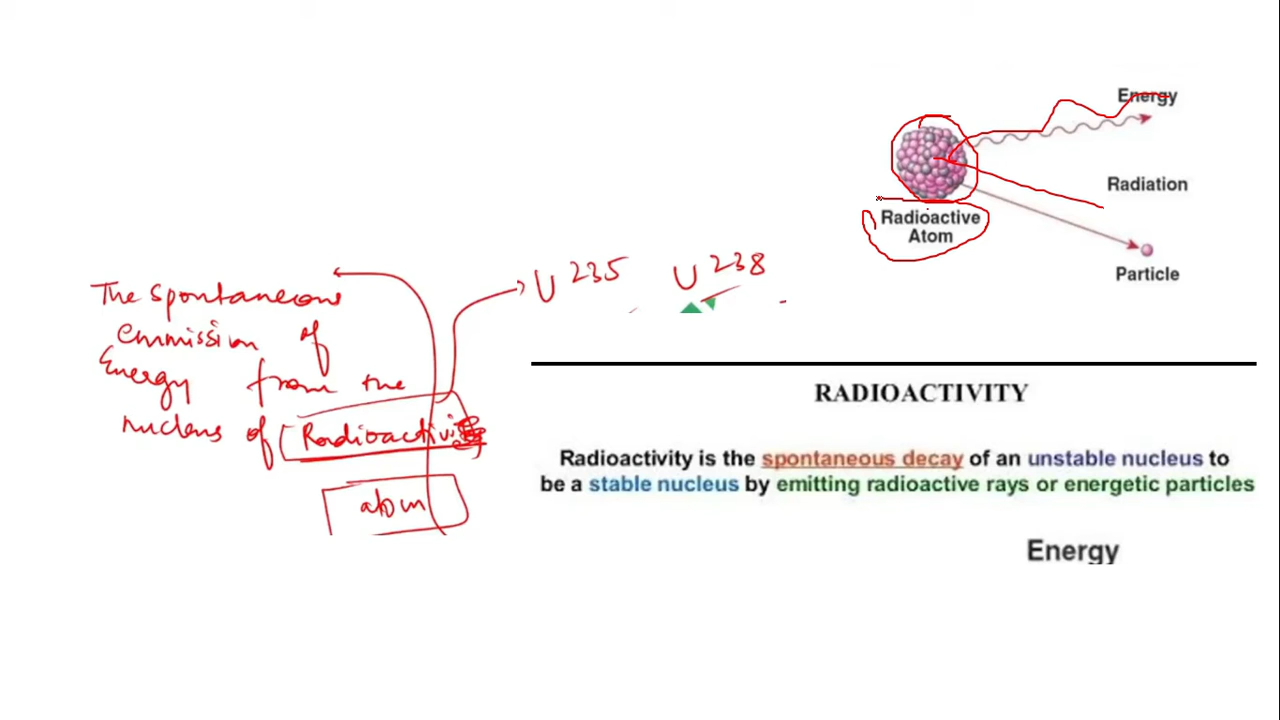 Energy
Radiation
Radioactive
Atom
Particle
U 235 U 238
The spontaneous
emmission of
Energy from the
nucleus of Radioactive
atom
RADIOACTIVITY
Radioactivity is the spontaneous decay of an unstable nucleus to
be a stable nucleus by emitting radioactive rays or energetic particles
Energy